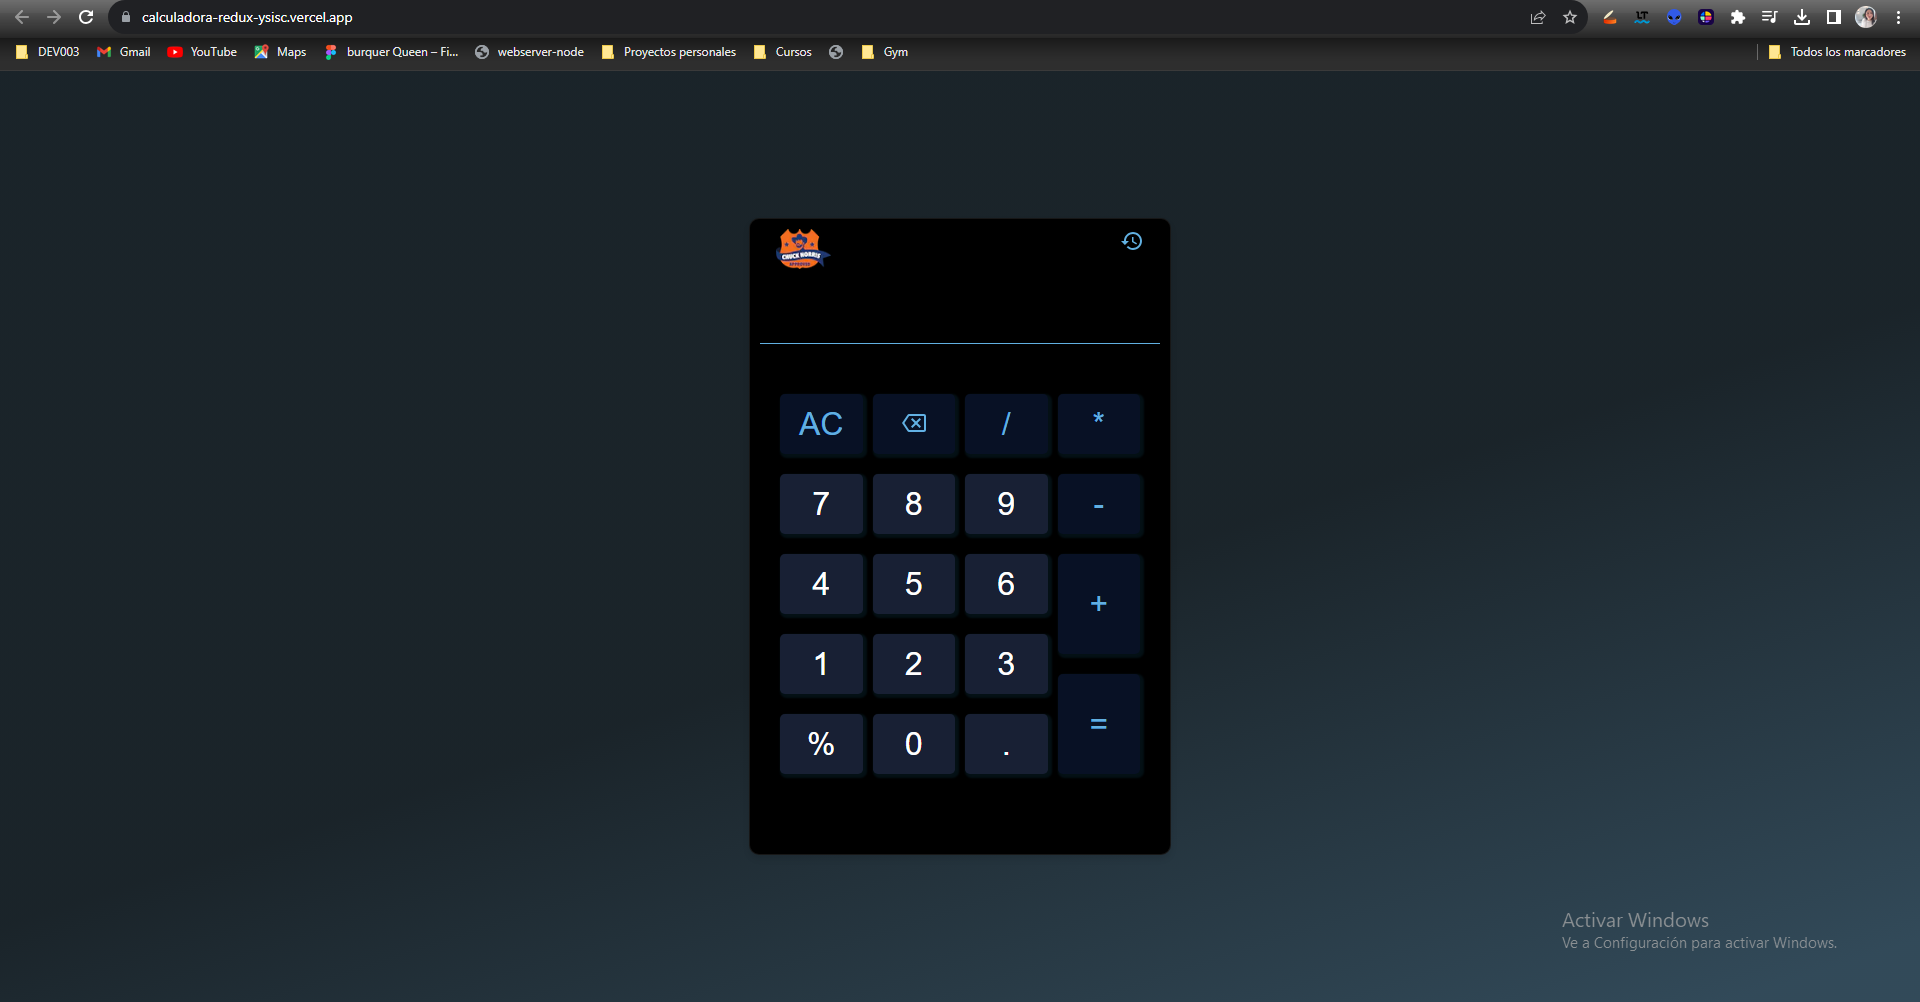 calculadora-redux-ysisc.vercel.app
DEV003 Gmail YouTube Maps burquer Queen – Fi... webserver-node Proyectos personales Cursos Gym Todos los marcadores
CHUCK NORRIS
AC / *
7 8 9 -
4 5 6 +
1 2 3
% 0 . =
Activar Windows
Ve a Configuración para activar Windows.